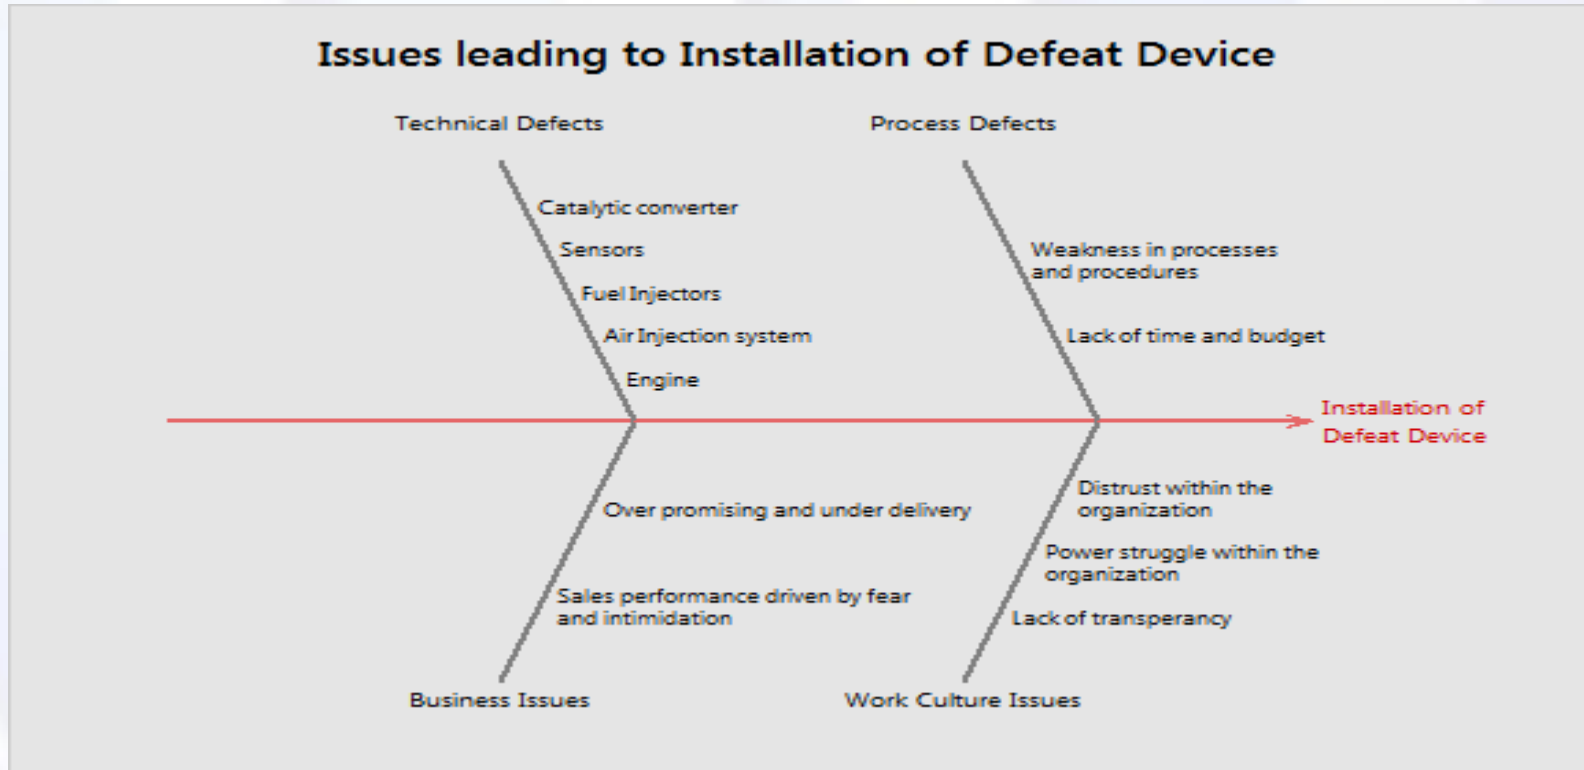 Issues leading to Installation of Defeat Device
Technical Defects
Process Defects
Catalytic converter
Sensors
Fuel Injectors
Air Injection system
Engine
Weakness in processes
and procedures
Lack of time and budget
Installation of
Defeat Device
Over promising and under delivery
Sales performance driven by fear
and intimidation
Distrust within the
organization
Power struggle within the
organization
Lack of transperancy
Business Issues
Work Culture Issues